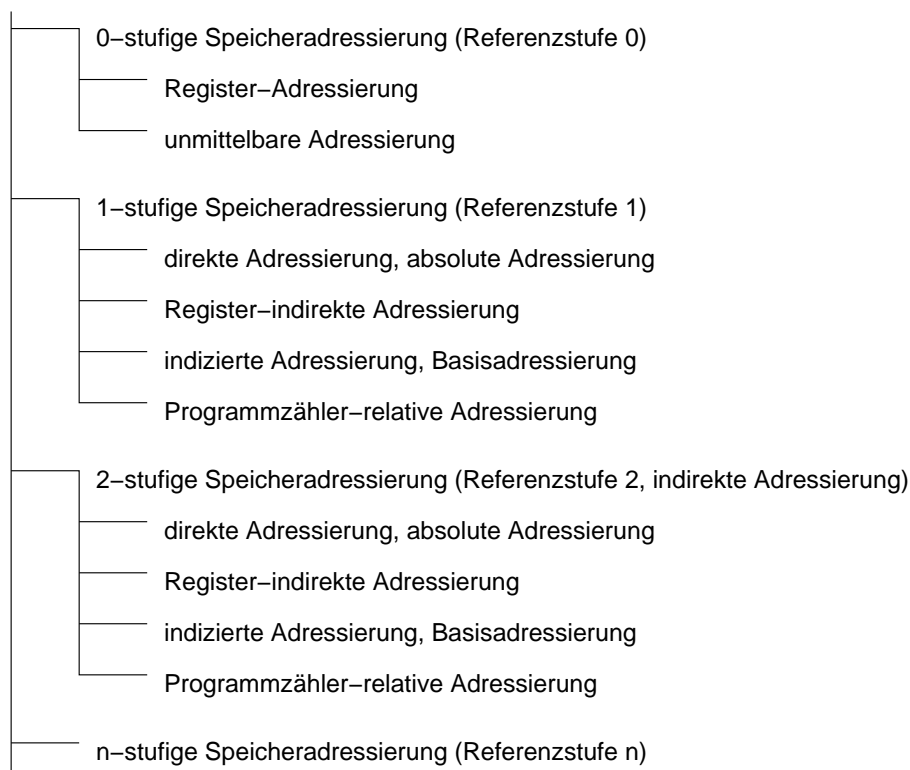 0−stufige Speicheradressierung (Referenzstufe 0)
Register−Adressierung
unmittelbare Adressierung
1−stufige Speicheradressierung (Referenzstufe 1)
direkte Adressierung, absolute Adressierung
Register−indirekte Adressierung
indizierte Adressierung, Basisadressierung
Programmzähler−relative Adressierung
2−stufige Speicheradressierung (Referenzstufe 2, indirekte Adressierung)
direkte Adressierung, absolute Adressierung
Register−indirekte Adressierung
indizierte Adressierung, Basisadressierung
Programmzähler−relative Adressierung
n−stufige Speicheradressierung (Referenzstufe n)